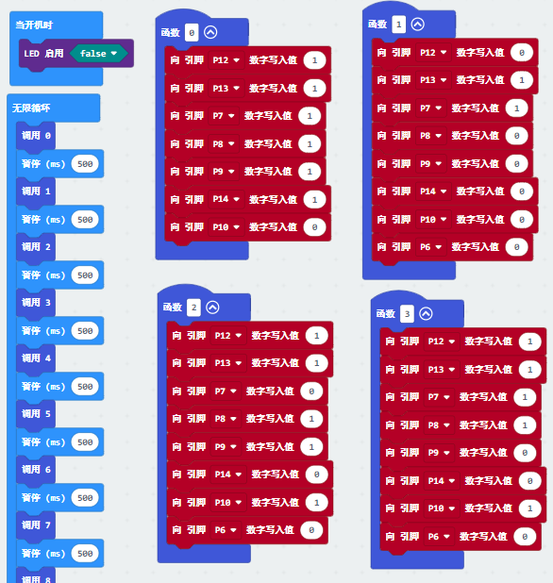 当开机时
LED 启用 false
无限循环
调用 0
暂停 (ms) 500
调用 1
暂停 (ms) 500
调用 2
暂停 (ms) 500
调用 3
暂停 (ms) 500
调用 4
暂停 (ms) 500
调用 5
暂停 (ms) 500
调用 6
暂停 (ms) 500
调用 7
暂停 (ms) 500
调用 8
函数 0
向 引脚 P12 数字写入值 1
向 引脚 P13 数字写入值 1
向 引脚 P7 数字写入值 1
向 引脚 P8 数字写入值 1
向 引脚 P9 数字写入值 1
向 引脚 P14 数字写入值 1
向 引脚 P10 数字写入值 0
函数 1
向 引脚 P12 数字写入值 0
向 引脚 P13 数字写入值 1
向 引脚 P7 数字写入值 1
向 引脚 P8 数字写入值 0
向 引脚 P9 数字写入值 0
向 引脚 P14 数字写入值 0
向 引脚 P10 数字写入值 0
向 引脚 P6 数字写入值 0
函数 2
向 引脚 P12 数字写入值 1
向 引脚 P13 数字写入值 1
向 引脚 P7 数字写入值 0
向 引脚 P8 数字写入值 1
向 引脚 P9 数字写入值 1
向 引脚 P14 数字写入值 0
向 引脚 P10 数字写入值 1
向 引脚 P6 数字写入值 0
函数 3
向 引脚 P12 数字写入值 1
向 引脚 P13 数字写入值 1
向 引脚 P7 数字写入值 1
向 引脚 P8 数字写入值 1
向 引脚 P9 数字写入值 0
向 引脚 P14 数字写入值 0
向 引脚 P10 数字写入值 1
向 引脚 P6 数字写入值 0